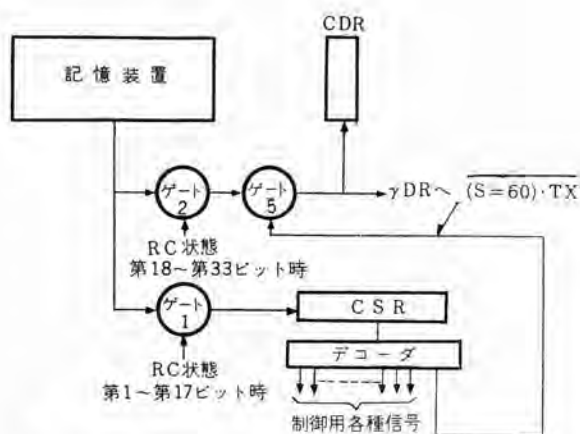 CDR
記憶装置
ゲート
2
ゲート
5
γDRへ
(S=60)・TX
RC状態
第18～第33ビット時
ゲート
1
CSR
RC状態
第1～第17ビット時
デコーダ
制御用各種信号